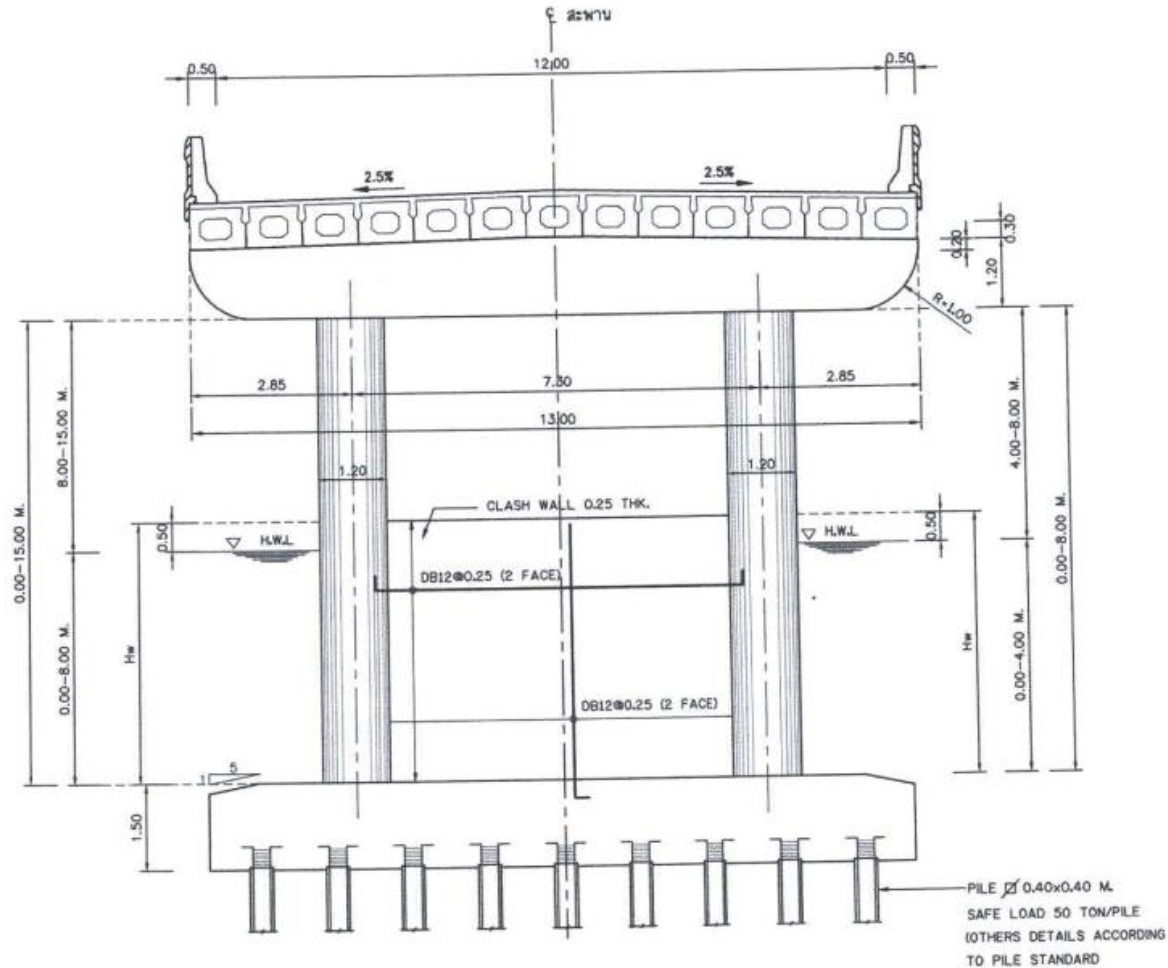 ℄ สะพาน
0.50
12.00
0.50
2.5%
2.5%
0.20
0.30
1.20
R=1.00
2.85
7.30
2.85
13.00
8.00-15.00 M.
4.00-8.00 M.
1.20
1.20
CLASH WALL 0.25 THK.
0.50
H.W.L
H.W.L
0.50
0.00-15.00 M.
0.00-8.00 M.
DB12@0.25 (2 FACE)
Hw
Hw
0.00-8.00 M.
0.00-4.00 M.
DB12@0.25 (2 FACE)
1
5
1.50
PILE 0.40x0.40 M.
SAFE LOAD 50 TON/PILE
(OTHERS DETAILS ACCORDING
TO PILE STANDARD